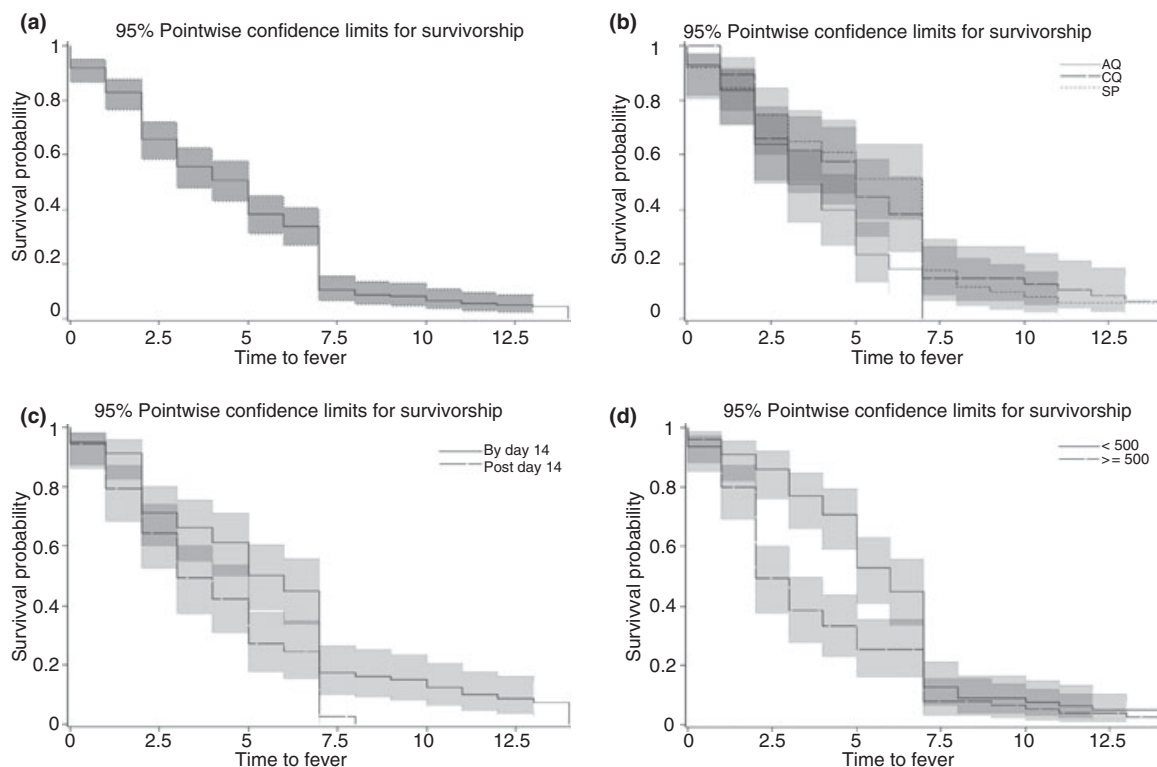 (a)
95% Pointwise confidence limits for survivorship
1
0.8
0.6
0.4
0.2
0
Survivval probability
0 2.5 5 7.5 10 12.5
Time to fever
(b)
95% Pointwise confidence limits for survivorship
AQ
CQ
SP
1
0.8
0.6
0.4
0.2
0
Survivval probability
0 2.5 5 7.5 10 12.5
Time to fever
(c)
95% Pointwise confidence limits for survivorship
By day 14
Post day 14
1
0.8
0.6
0.4
0.2
0
Survivval probability
0 2.5 5 7.5 10 12.5
Time to fever
(d)
95% Pointwise confidence limits for survivorship
< 500
>= 500
1
0.8
0.6
0.4
0.2
0
Survivval probability
0 2.5 5 7.5 10 12.5
Time to fever